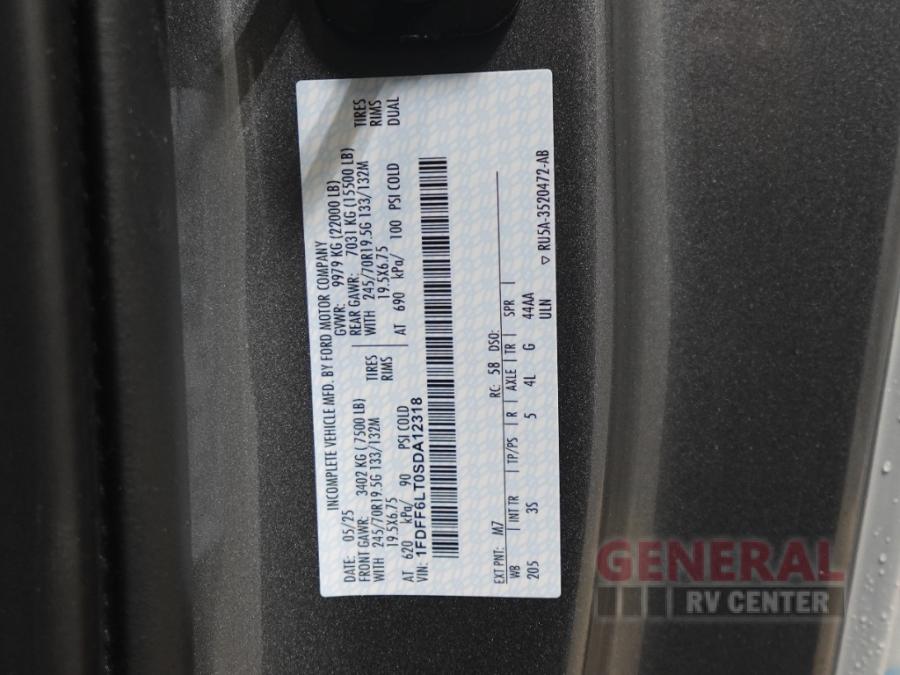 INCOMPLETE VEHICLE MFD. BY FORD MOTOR COMPANY
DATE: 05/25 GVWR: 9979 KG (22000 LB)
FRONT GAWR: 3402 KG (7500 LB) REAR GAWR: 7031 KG (15500 LB)
WITH 245/70R19.5G 133/132M TIRES WITH 245/70R19.5G 133/132M TIRES
19.5X6.75 RIMS 19.5X6.75 RIMS
AT 620 kPa/ 90 PSI COLD AT 690 kPa/ 100 PSI COLD DUAL
VIN: 1FDFF6LT0SDA12318
EXT PNT: M7 RC: 58 DSO:
WB INT TR TP/PS R AXLE TR SPR
205 3S 5 4L G 44AA
ULN
▽ RU5A-3520472-AB
GENERAL
RV CENTER